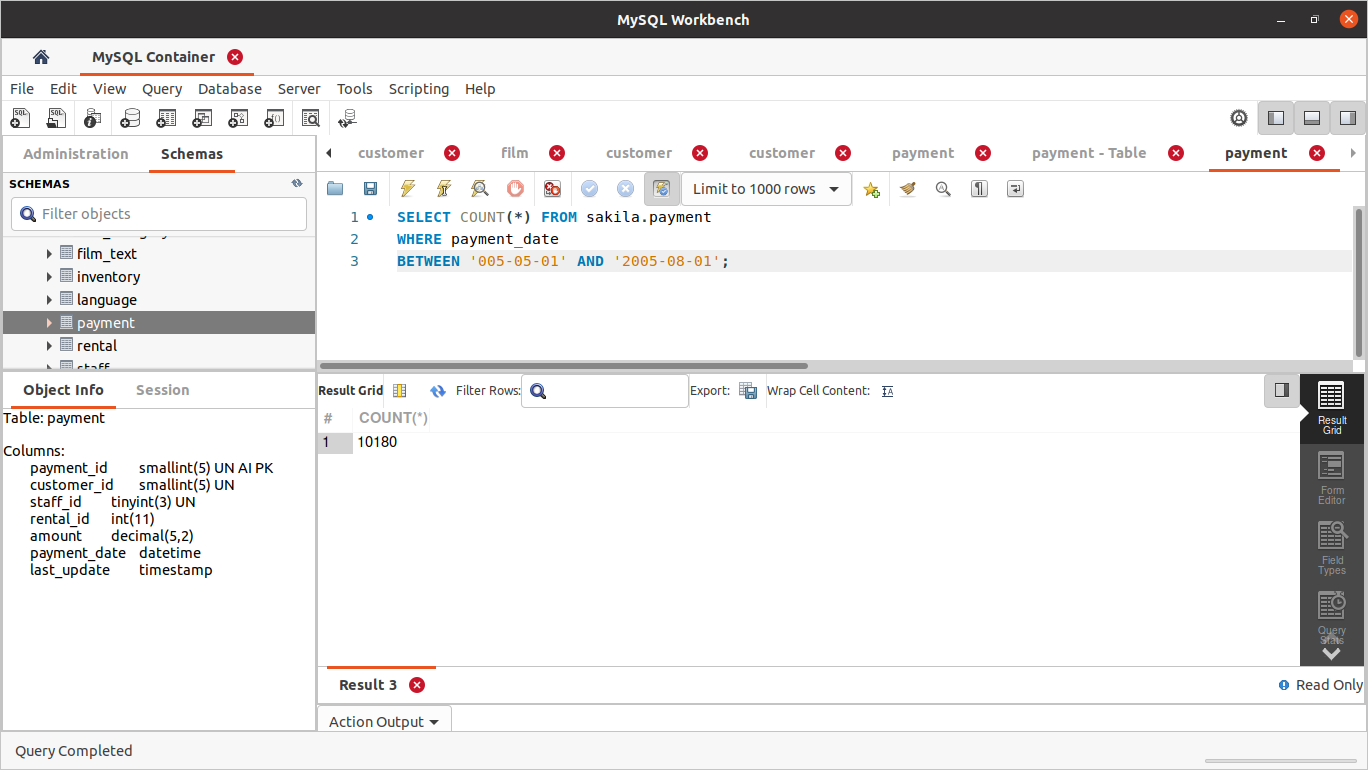 MySQL Workbench
MySQL Container
File Edit View Query Database Server Tools Scripting Help
Administration Schemas
SCHEMAS
Filter objects
film_text
inventory
language
payment
rental
staff
Object Info Session
Table: payment
Columns:
payment_id smallint(5) UN AI PK
customer_id smallint(5) UN
staff_id tinyint(3) UN
rental_id int(11)
amount decimal(5,2)
payment_date datetime
last_update timestamp
customer film customer customer payment payment - Table payment
Limit to 1000 rows
1 SELECT COUNT(*) FROM sakila.payment
2 WHERE payment_date
3 BETWEEN '005-05-01' AND '2005-08-01';
Result Grid Filter Rows: Export: Wrap Cell Content:
# COUNT(*)
1 10180
Result
Grid
Form
Editor
Field
Types
Query
Stats
Result 3
Read Only
Action Output
Query Completed